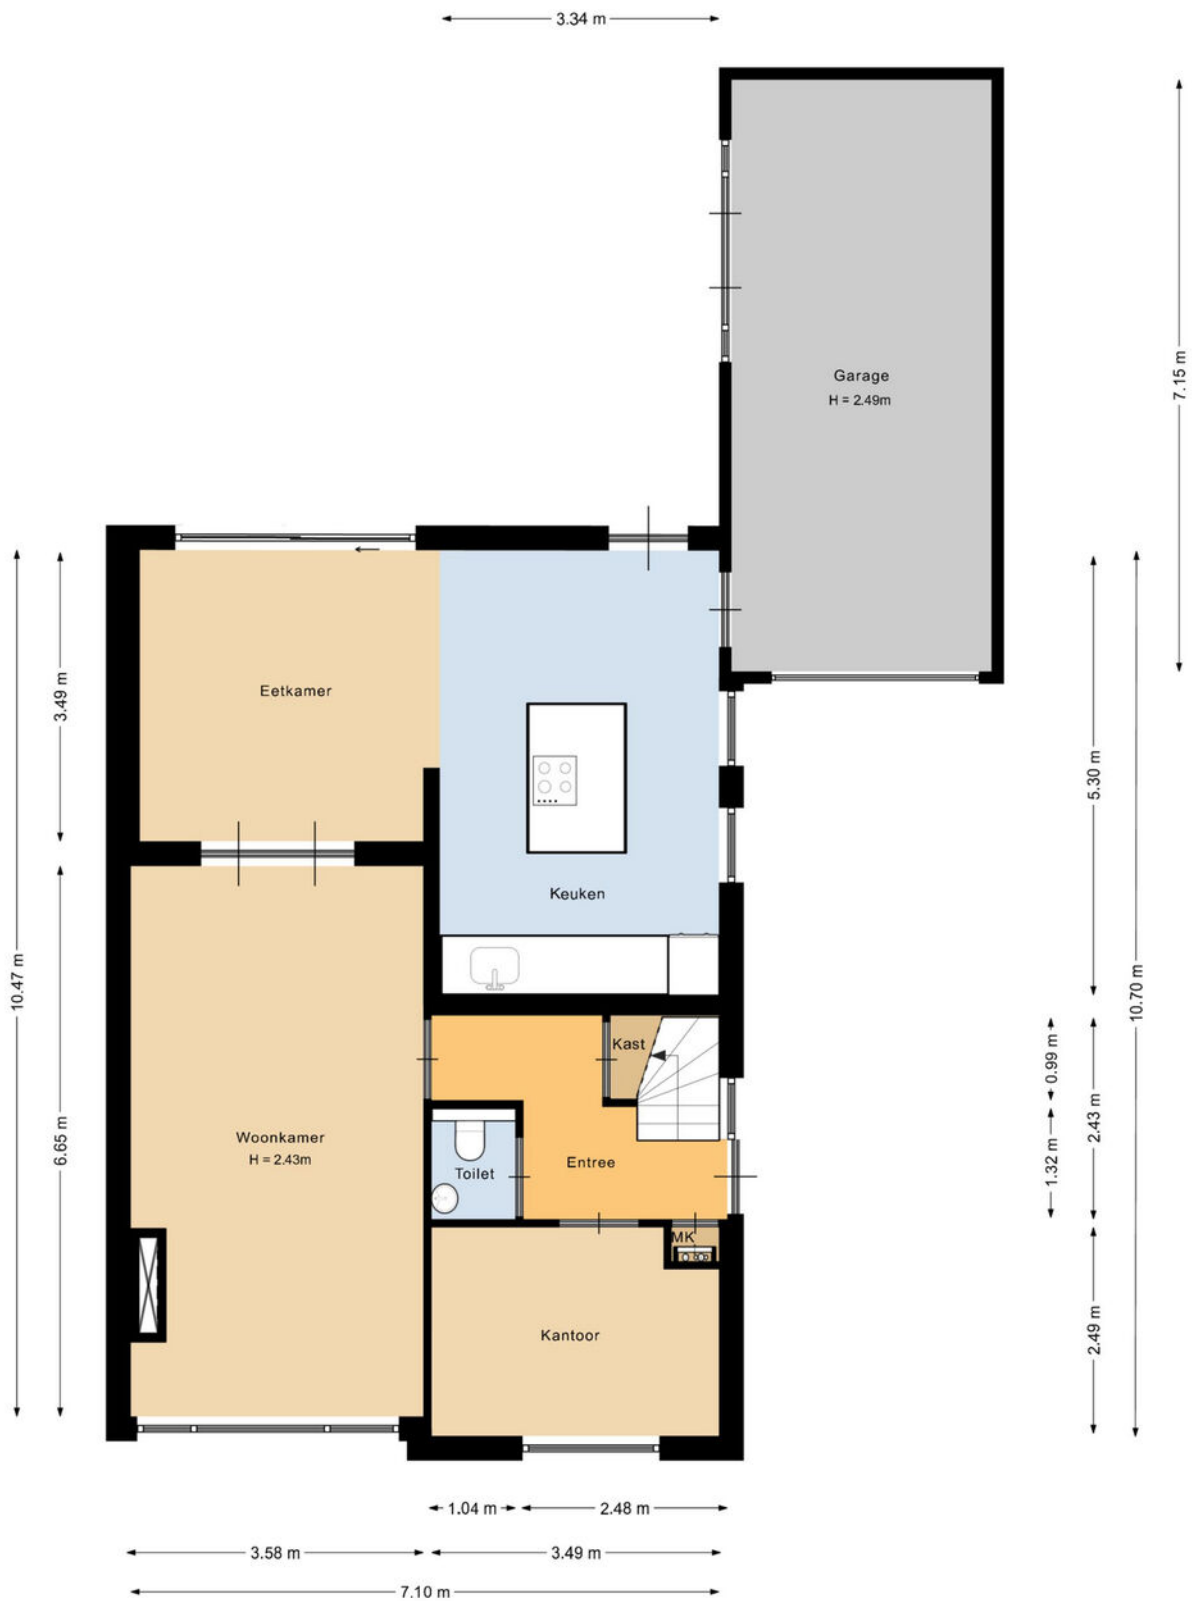 3.34 m
7.15 m
Garage
H = 2.49m
3.49 m
Eetkamer
5.30 m
Keuken
10.47 m
10.70 m
Kast
0.99 m
2.43 m
6.65 m
Woonkamer
H = 2.43m
Toilet
Entree
1.32 m
MK
Kantoor
2.49 m
1.04 m
2.48 m
3.58 m
3.49 m
7.10 m